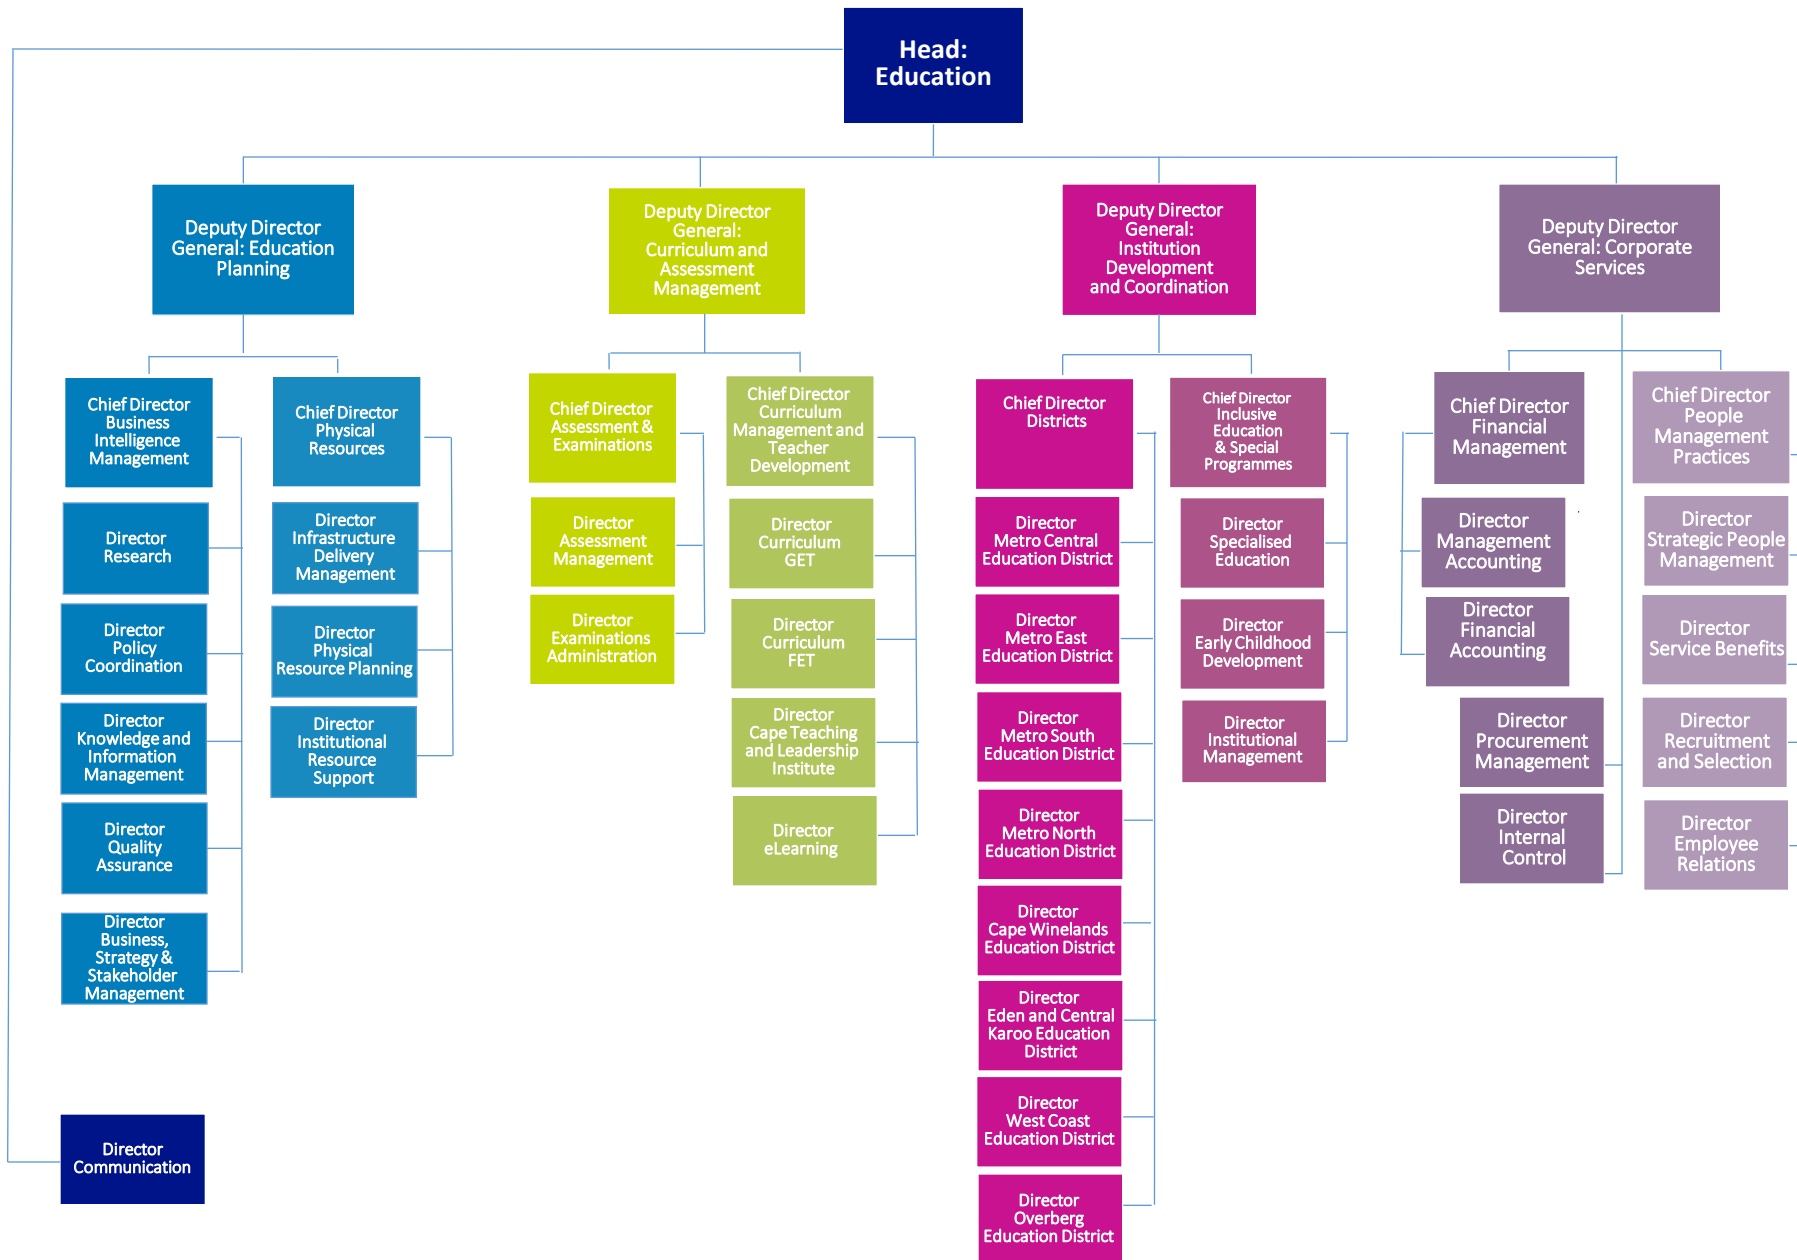 Head:
Education
Deputy Director
General: Education
Planning
Deputy Director
General:
Curriculum and
Assessment
Management
Deputy Director
General:
Institution
Development
and Coordination
Deputy Director
General: Corporate
Services
Chief Director
Business
Intelligence
Management
Director
Research
Director
Policy
Coordination
Director
Knowledge and
Information
Management
Director
Quality
Assurance
Director
Business,
Strategy &
Stakeholder
Management
Chief Director
Physical
Resources
Director
Infrastructure
Delivery
Management
Director
Physical
Resource Planning
Director
Institutional
Resource
Support
Chief Director
Assessment &
Examinations
Director
Assessment
Management
Director
Examinations
Administration
Chief Director
Curriculum
Management and
Teacher
Development
Director
Curriculum
GET
Director
Curriculum
FET
Director
Cape Teaching
and Leadership
Institute
Director
eLearning
Chief Director
Districts
Director
Metro Central
Education District
Director
Metro East
Education District
Director
Metro South
Education District
Director
Metro North
Education District
Director
Cape Winelands
Education District
Director
Eden and Central
Karoo Education
District
Director
West Coast
Education District
Director
Overberg
Education District
Chief Director
Inclusive
Education
& Special
Programmes
Director
Specialised
Education
Director
Early Childhood
Development
Director
Institutional
Management
Chief Director
Financial
Management
Director
Management
Accounting
Director
Financial
Accounting
Director
Procurement
Management
Director
Internal
Control
Chief Director
People
Management
Practices
Director
Strategic People
Management
Director
Service Benefits
Director
Recruitment
and Selection
Director
Employee
Relations
Director
Communication